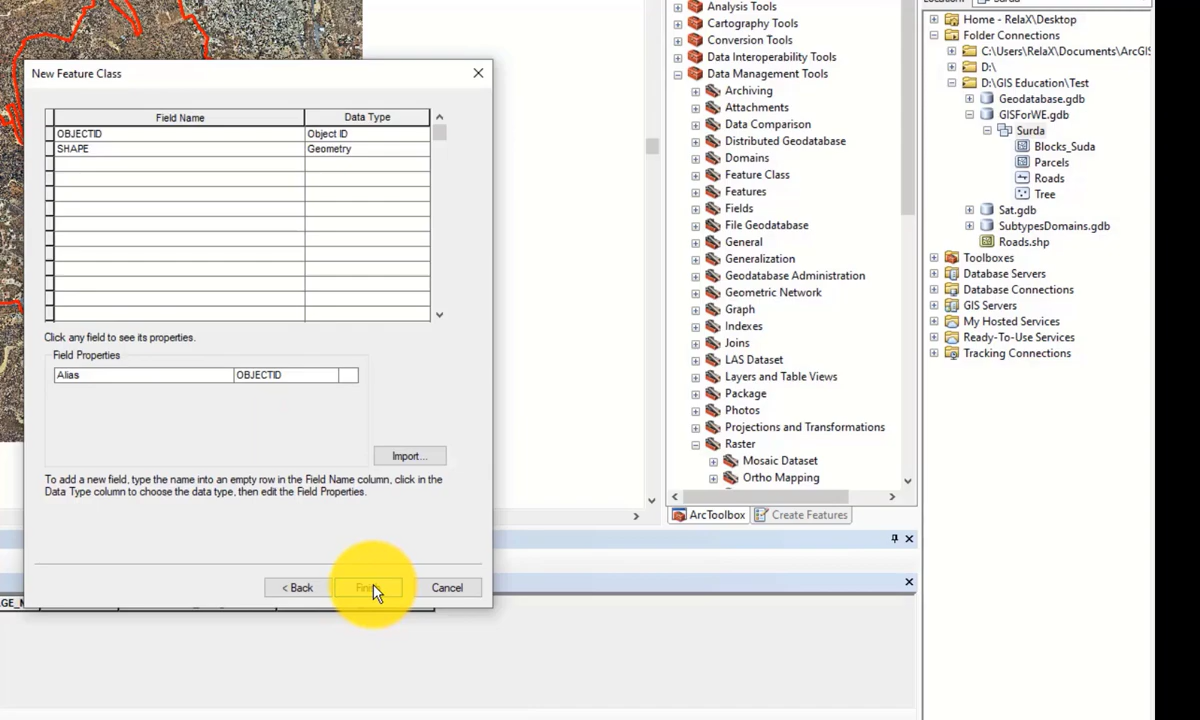 New Feature Class
Field Name
Data Type
OBJECTID
Object ID
SHAPE
Geometry
Click any field to see its properties.
Field Properties
Alias
OBJECTID
Import...
To add a new field, type the name into an empty row in the Field Name column, click in the
Data Type column to choose the data type, then edit the Field Properties.
< Back
Cancel
Analysis Tools
Cartography Tools
Conversion Tools
Data Interoperability Tools
Data Management Tools
Archiving
Attachments
Data Comparison
Distributed Geodatabase
Domains
Feature Class
Features
Fields
File Geodatabase
General
Generalization
Geodatabase Administration
Geometric Network
Graph
Indexes
Joins
LAS Dataset
Layers and Table Views
Package
Photos
Projections and Transformations
Raster
Mosaic Dataset
Ortho Mapping
ArcToolbox
Create Features
Home - RelaX\Desktop
Folder Connections
C:\Users\RelaX\Documents\ArcGIS
D:\
D:\GIS Education\Test
Geodatabase.gdb
GISForWE.gdb
Surda
Blocks_Suda
Parcels
Roads
Tree
Sat.gdb
SubtypesDomains.gdb
Roads.shp
Toolboxes
Database Servers
Database Connections
GIS Servers
My Hosted Services
Ready-To-Use Services
Tracking Connections